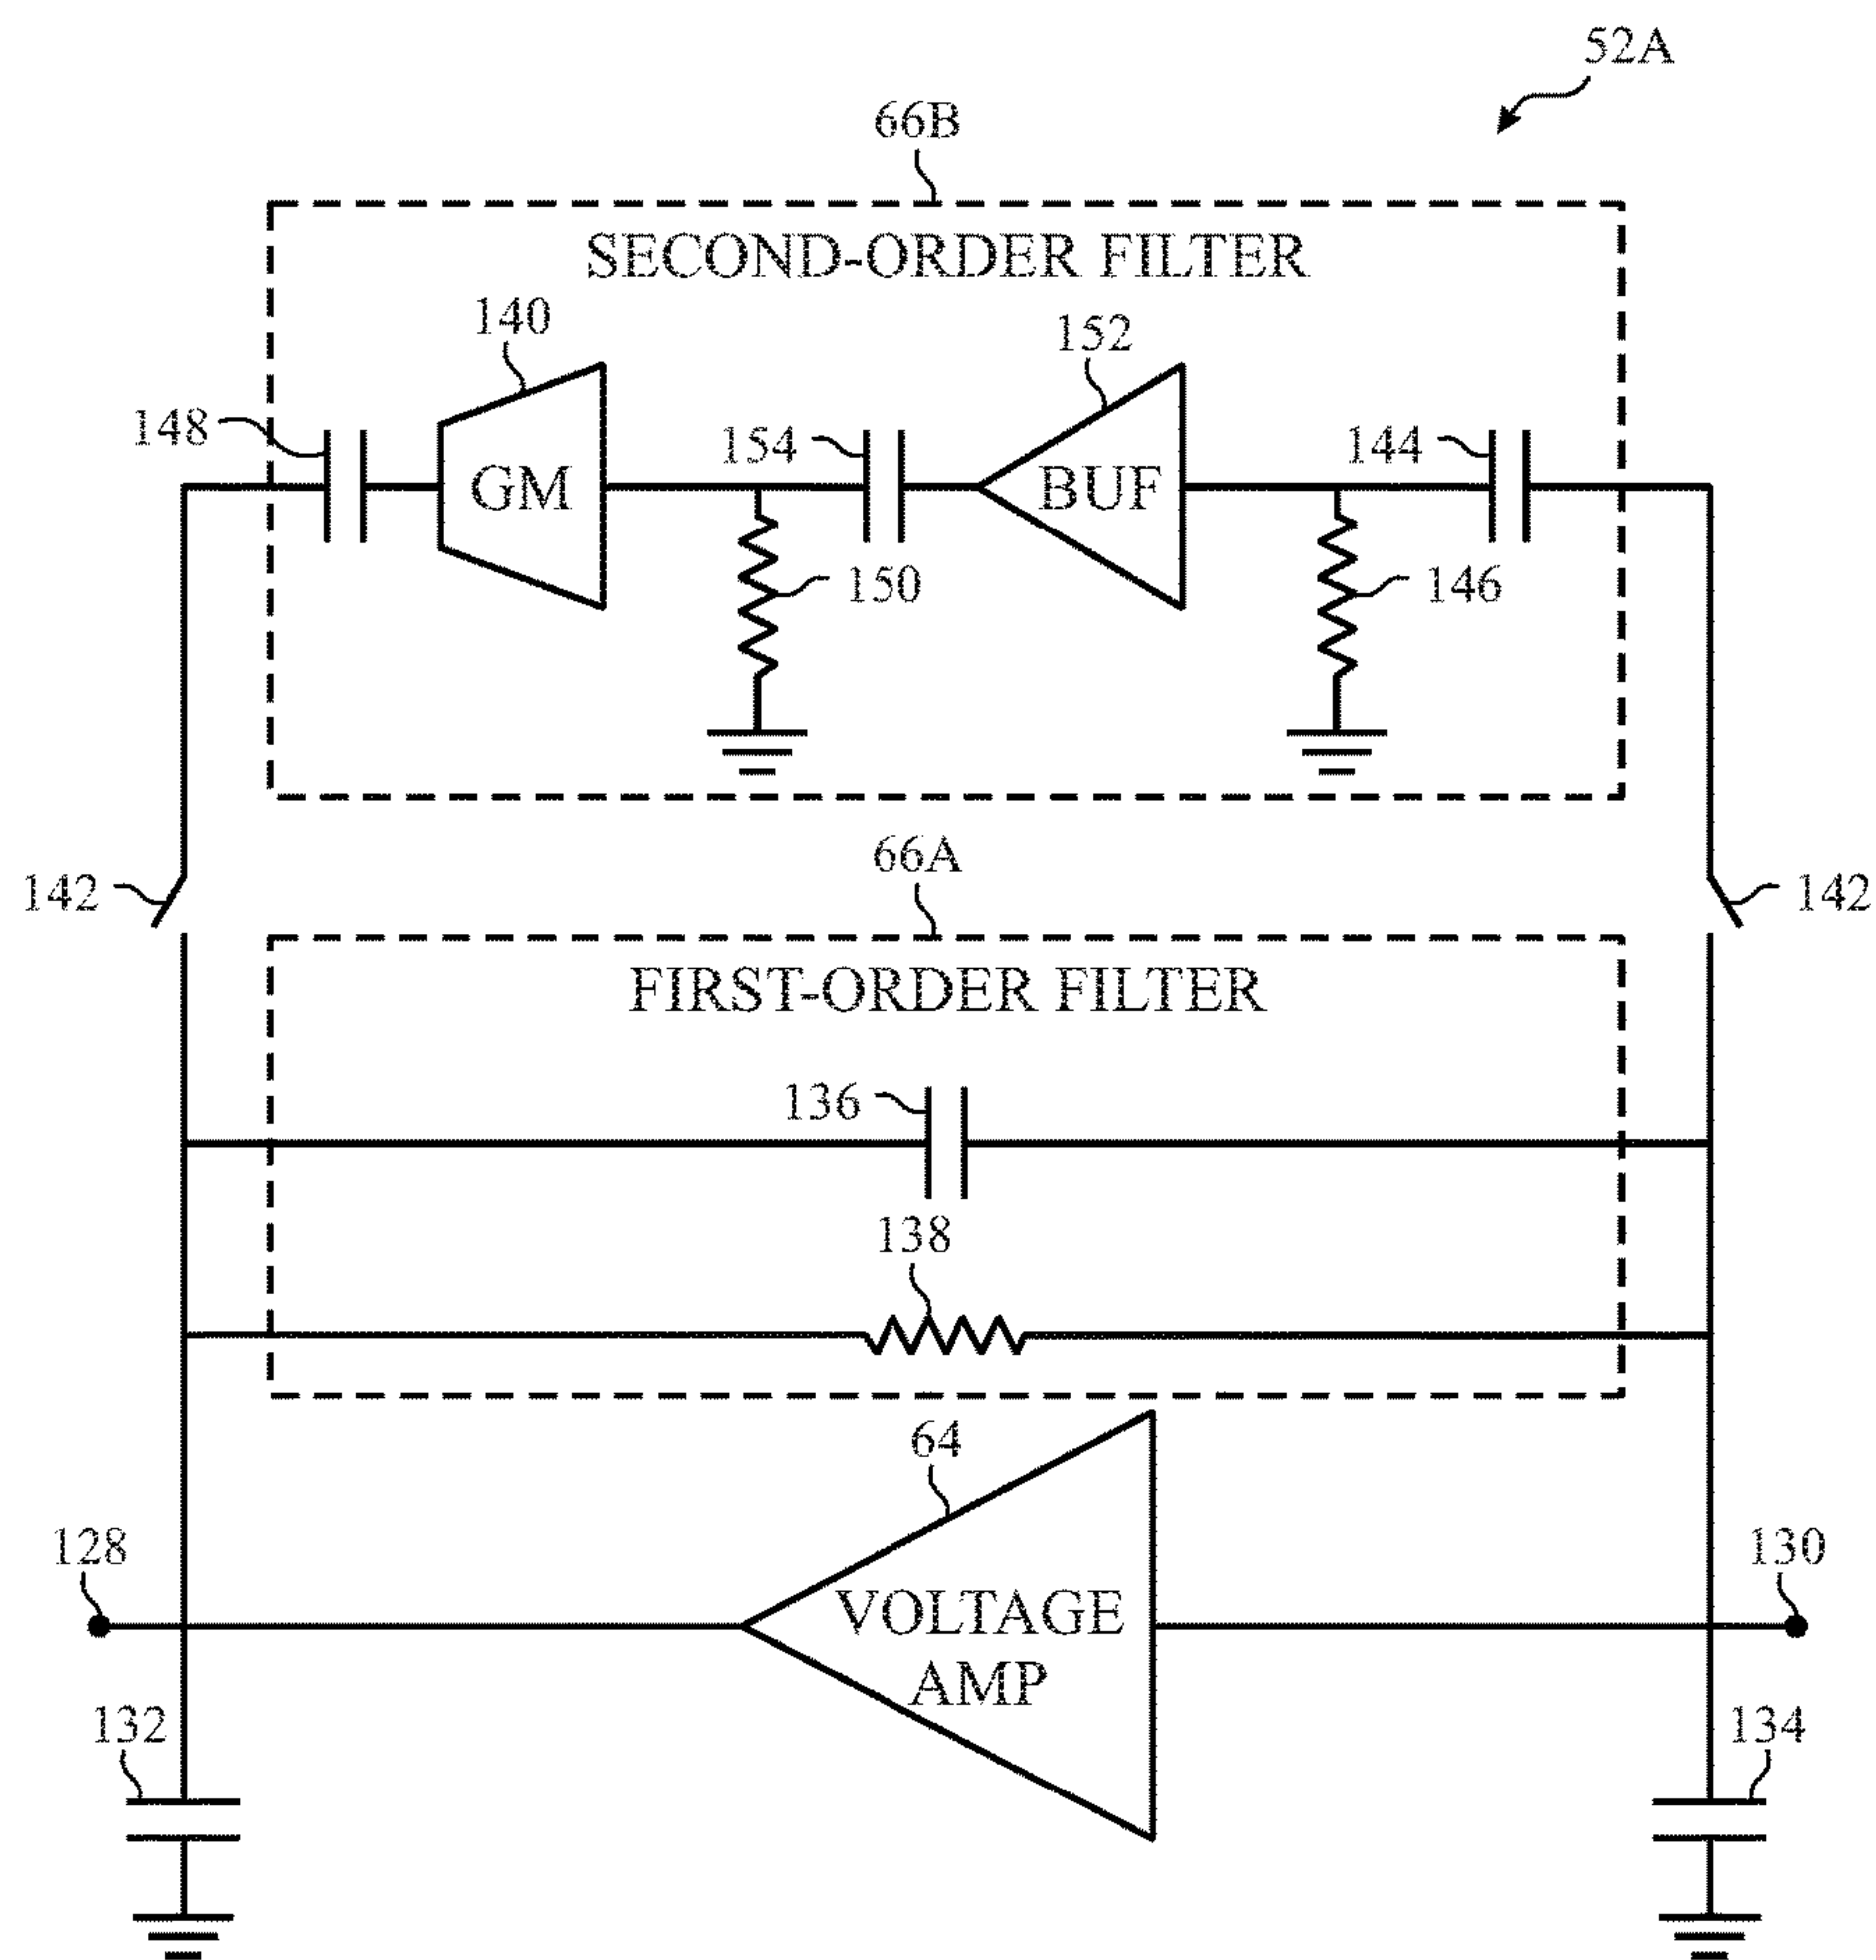 52A
66B
SECOND-ORDER FILTER
140
152
148
154
144
GM
BUF
150
146
66A
142
142
FIRST-ORDER FILTER
136
138
64
128
130
VOLTAGE
AMP
132
134